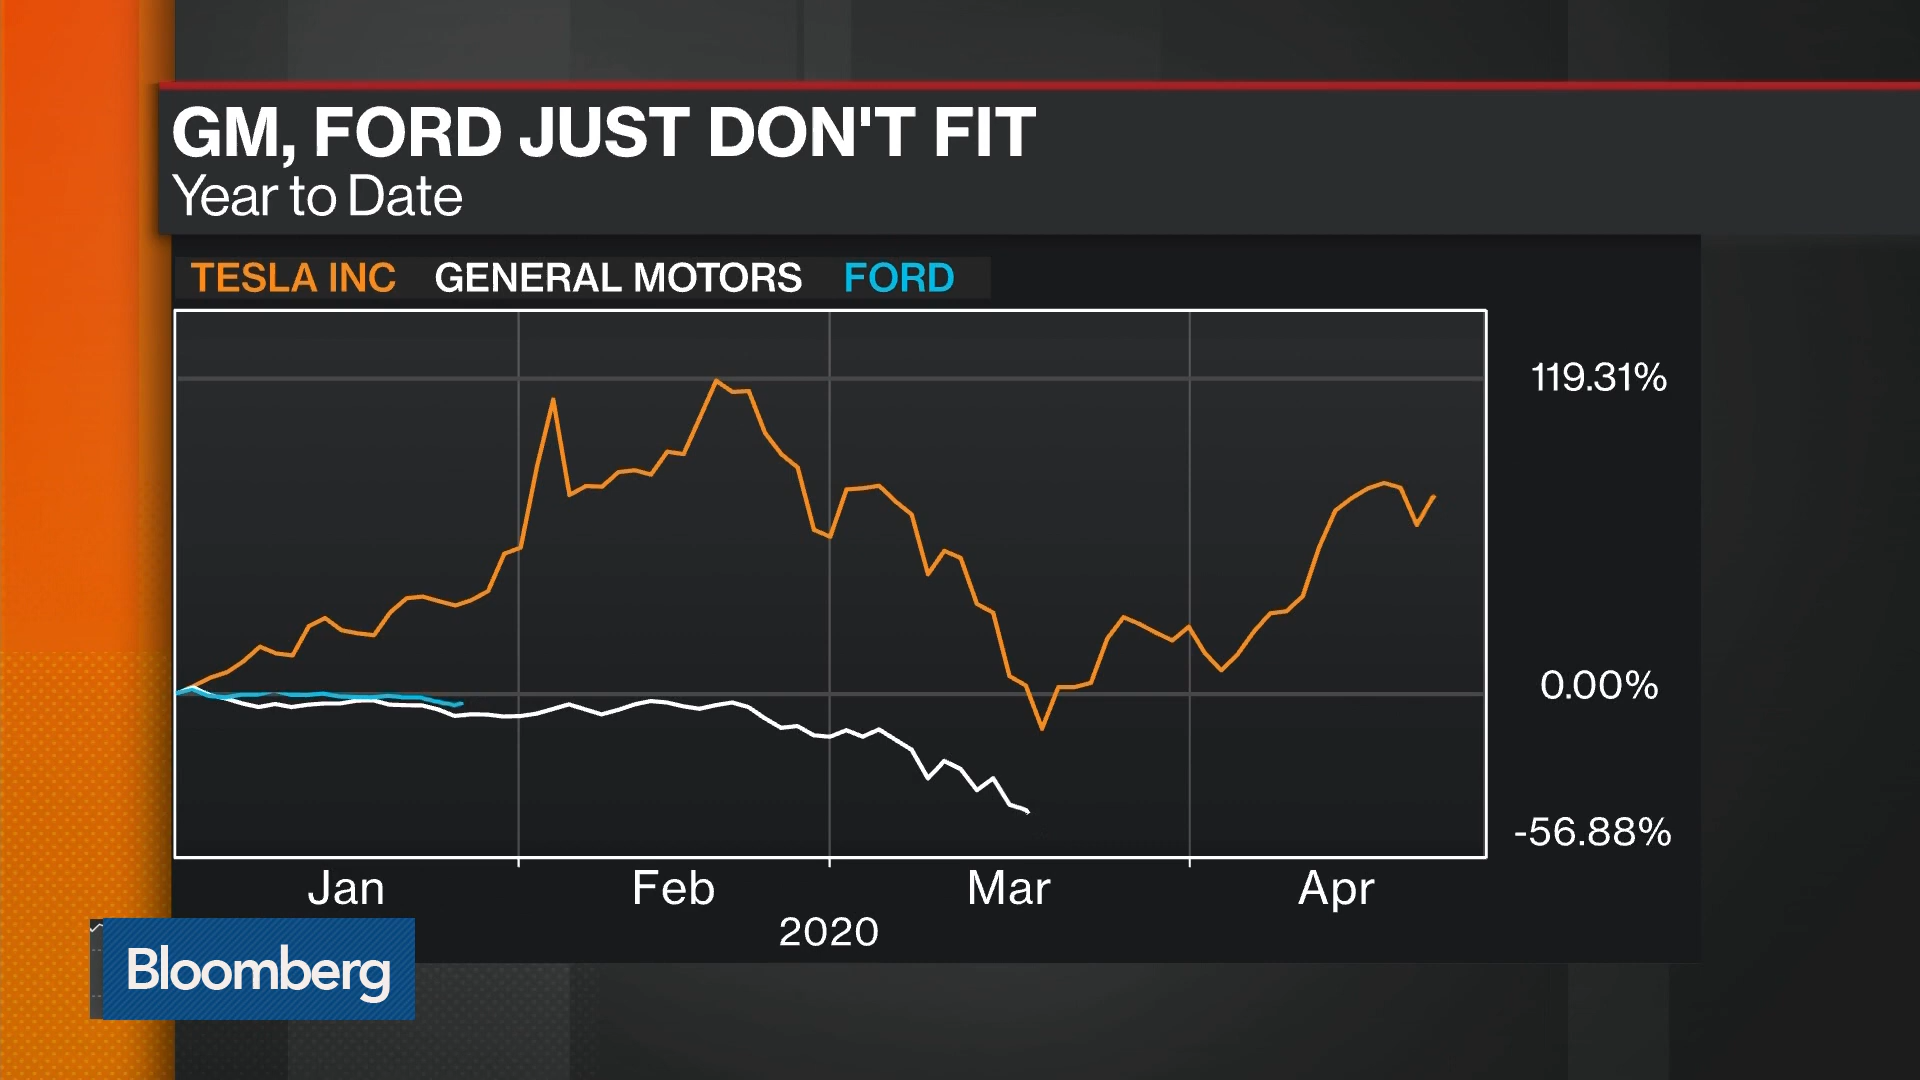 GM, FORD JUST DON'T FIT
Year to Date
TESLA INC GENERAL MOTORS FORD
119.31%
0.00%
-56.88%
Jan Feb Mar Apr
2020
Bloomberg